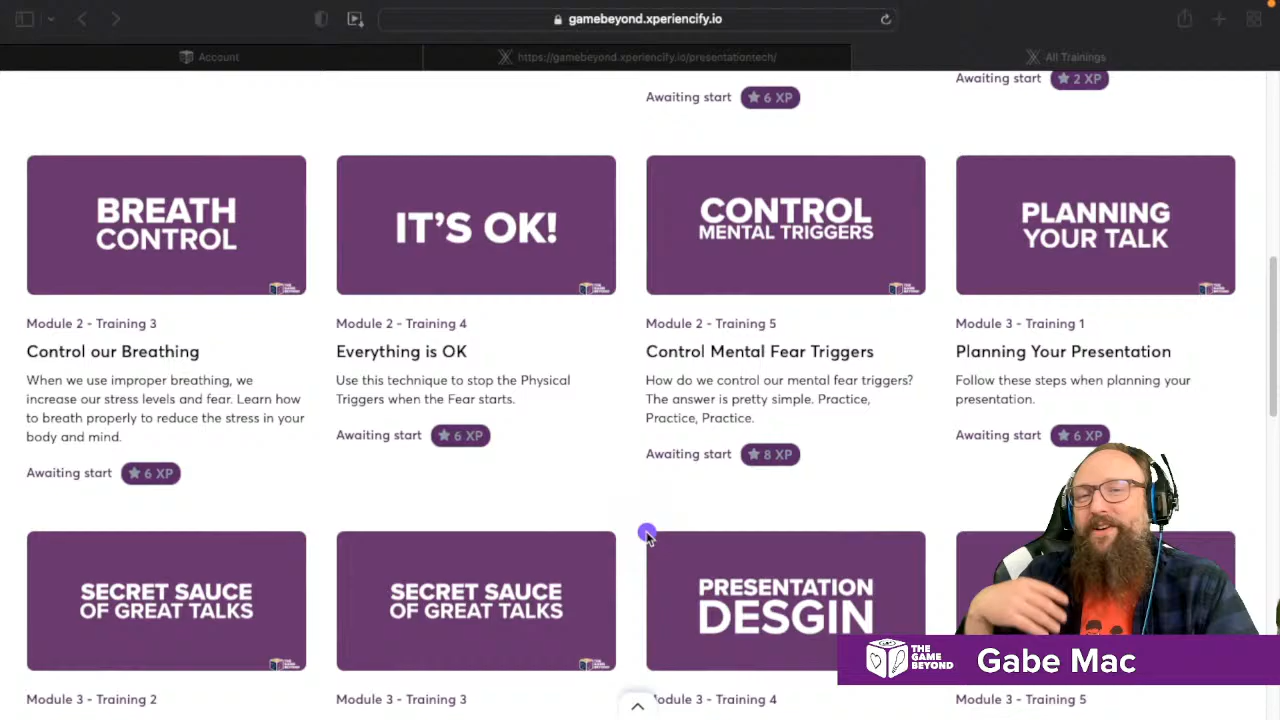 gamebeyond.xperiencify.io
Account
https://gamebeyond.xperiencify.io/presentationtech/
All Trainings
Awaiting start
6 XP
Awaiting start
2 XP
BREATH
CONTROL
IT'S OK!
CONTROL
MENTAL TRIGGERS
PLANNING
YOUR TALK
Module 2 - Training 3
Control our Breathing
When we use improper breathing, we
increase our stress levels and fear. Learn how
to breath properly to reduce the stress in your
body and mind.
Awaiting start
6 XP
Module 2 - Training 4
Everything is OK
Use this technique to stop the Physical
Triggers when the Fear starts.
Awaiting start
6 XP
Module 2 - Training 5
Control Mental Fear Triggers
How do we control our mental fear triggers?
The answer is pretty simple. Practice,
Practice, Practice.
Awaiting start
8 XP
Module 3 - Training 1
Planning Your Presentation
Follow these steps when planning your
presentation.
Awaiting start
6 XP
SECRET SAUCE
OF GREAT TALKS
SECRET SAUCE
OF GREAT TALKS
PRESENTATION
DESGIN
Module 3 - Training 2
Module 3 - Training 3
odule 3 - Training 4
Module 3 - Training 5
THE
GAME
BEYOND
Gabe Mac